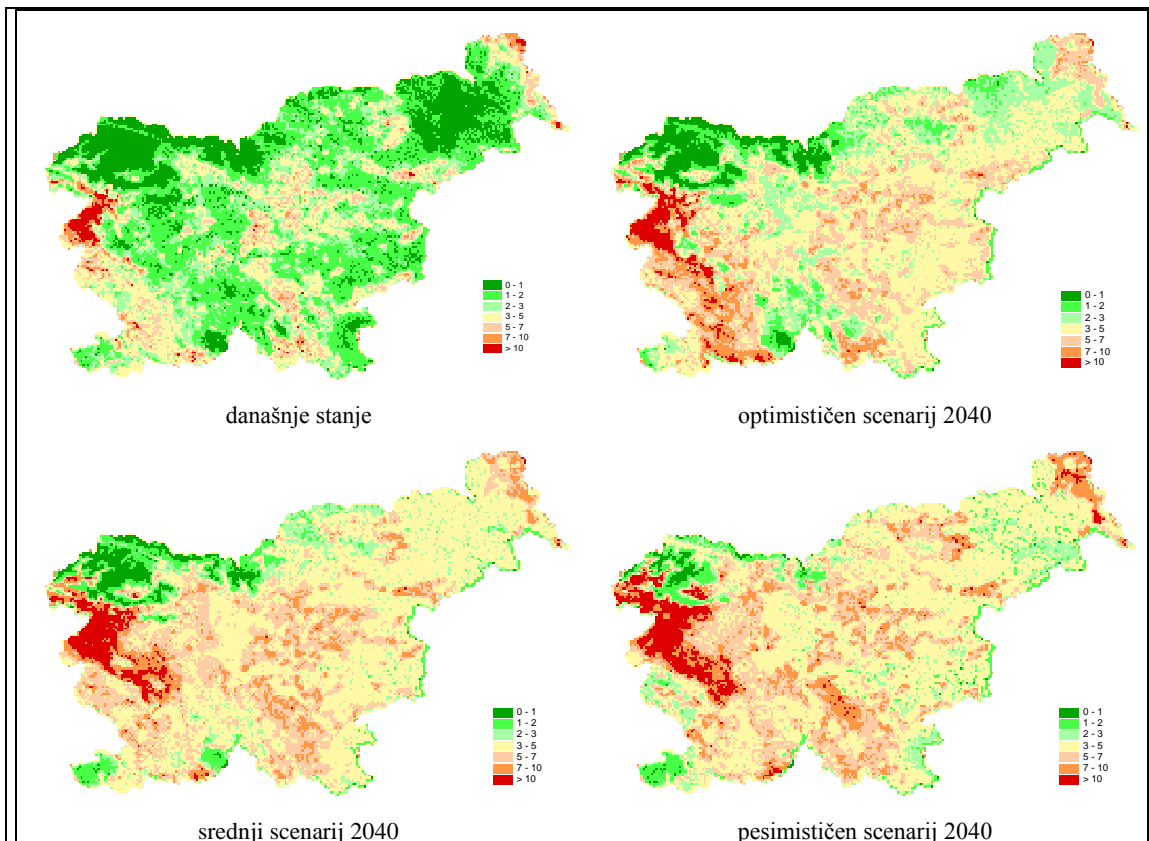 0 - 1
1 - 2
2 - 3
3 - 5
5 - 7
7 - 10
> 10
današnje stanje
0 - 1
1 - 2
2 - 3
3 - 5
5 - 7
7 - 10
> 10
optimističen scenarij 2040
0 - 1
1 - 2
2 - 3
3 - 5
5 - 7
7 - 10
> 10
srednji scenarij 2040
0 - 1
1 - 2
2 - 3
3 - 5
5 - 7
7 - 10
> 10
pesimističen scenarij 2040